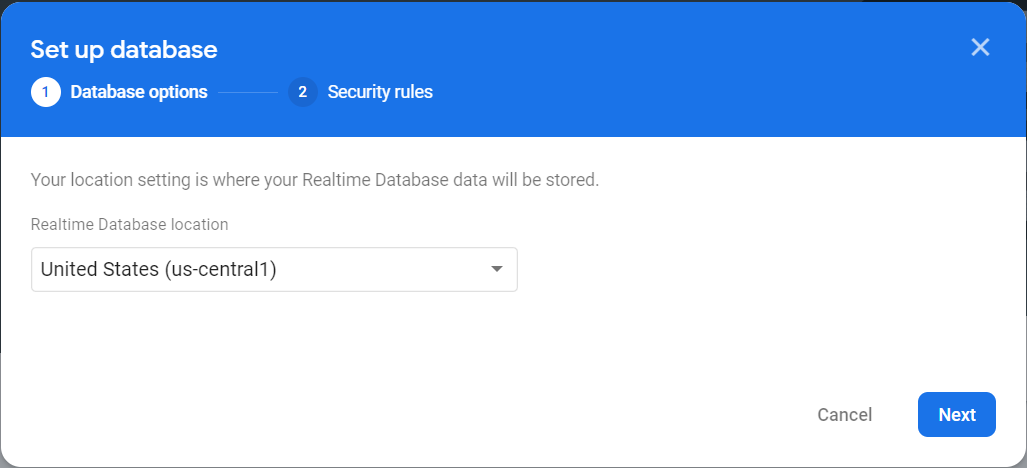 Set up database
1 Database options 2 Security rules
Your location setting is where your Realtime Database data will be stored.
Realtime Database location
United States (us-central1)
Cancel Next